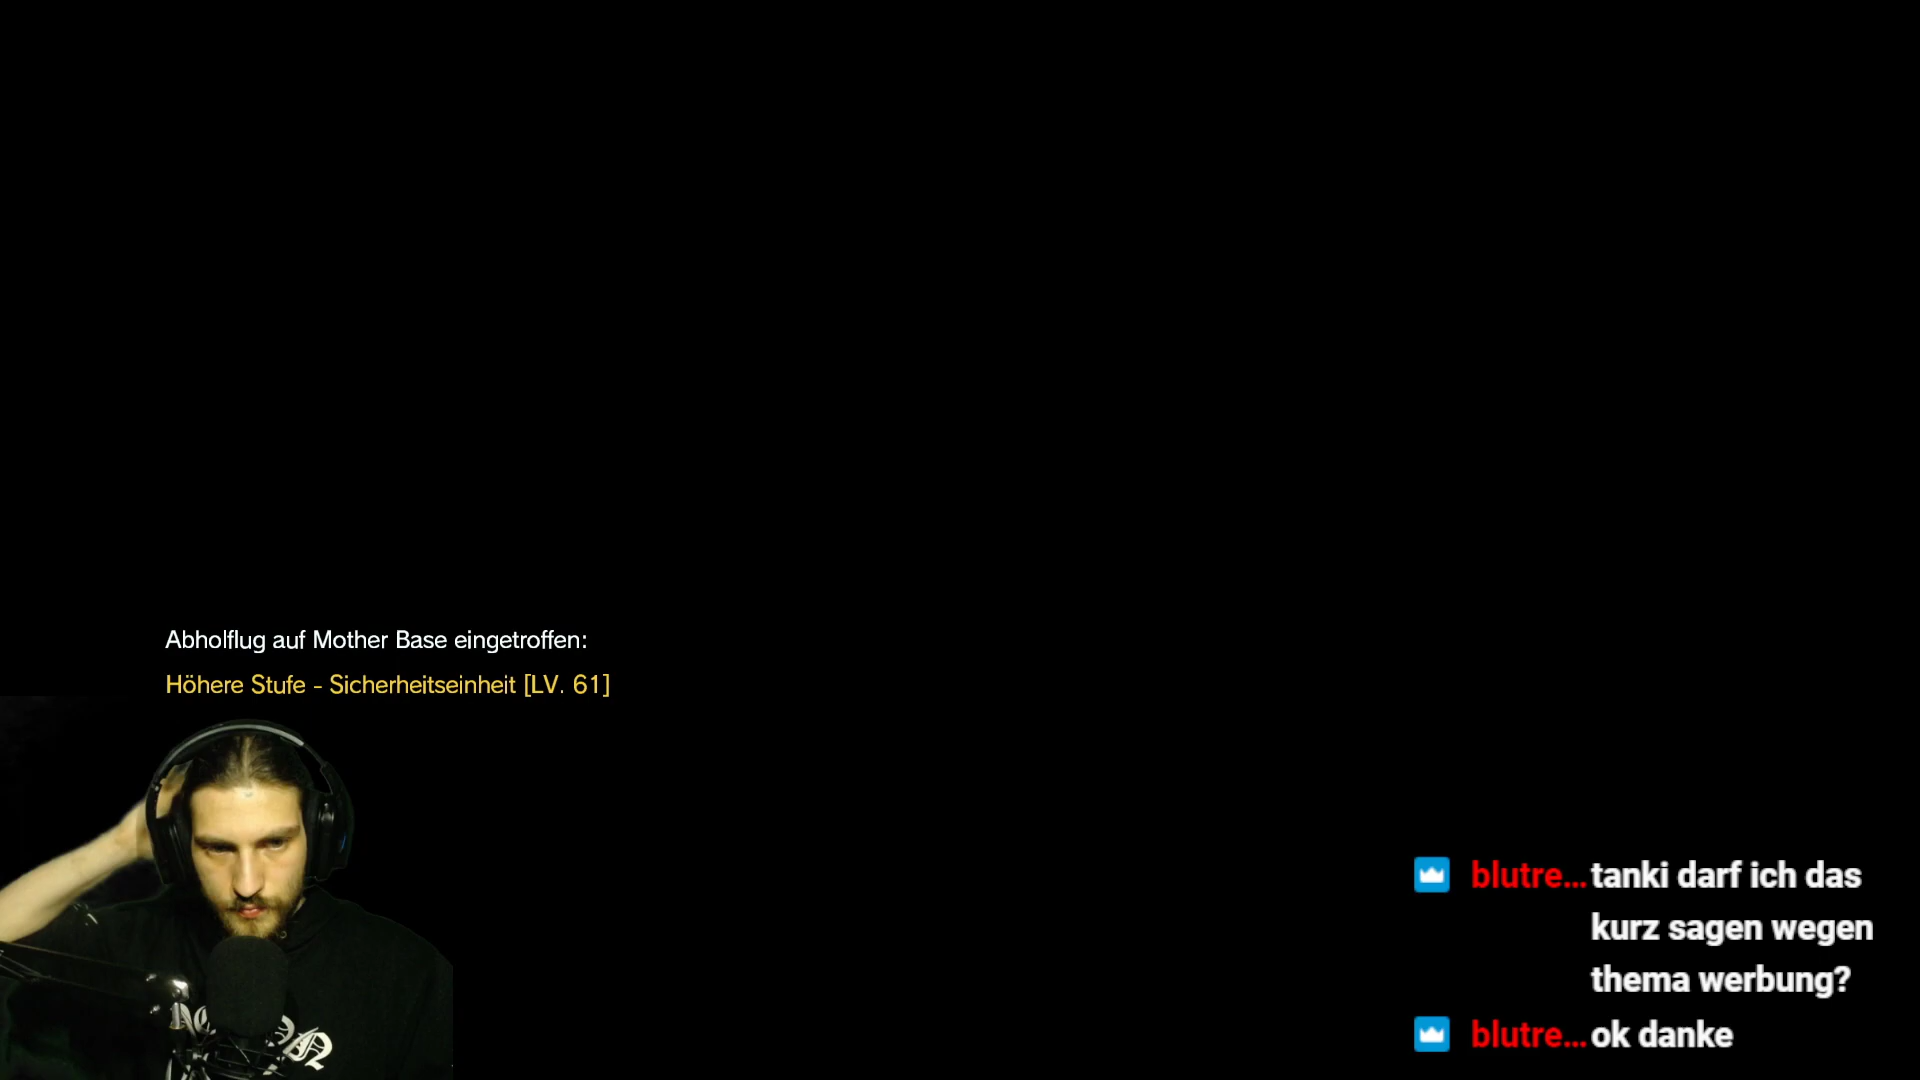 Abholflug auf Mother Base eingetroffen:
Höhere Stufe - Sicherheitseinheit [LV. 61]
blutre... tanki darf ich das
kurz sagen wegen
thema werbung?
blutre... ok danke